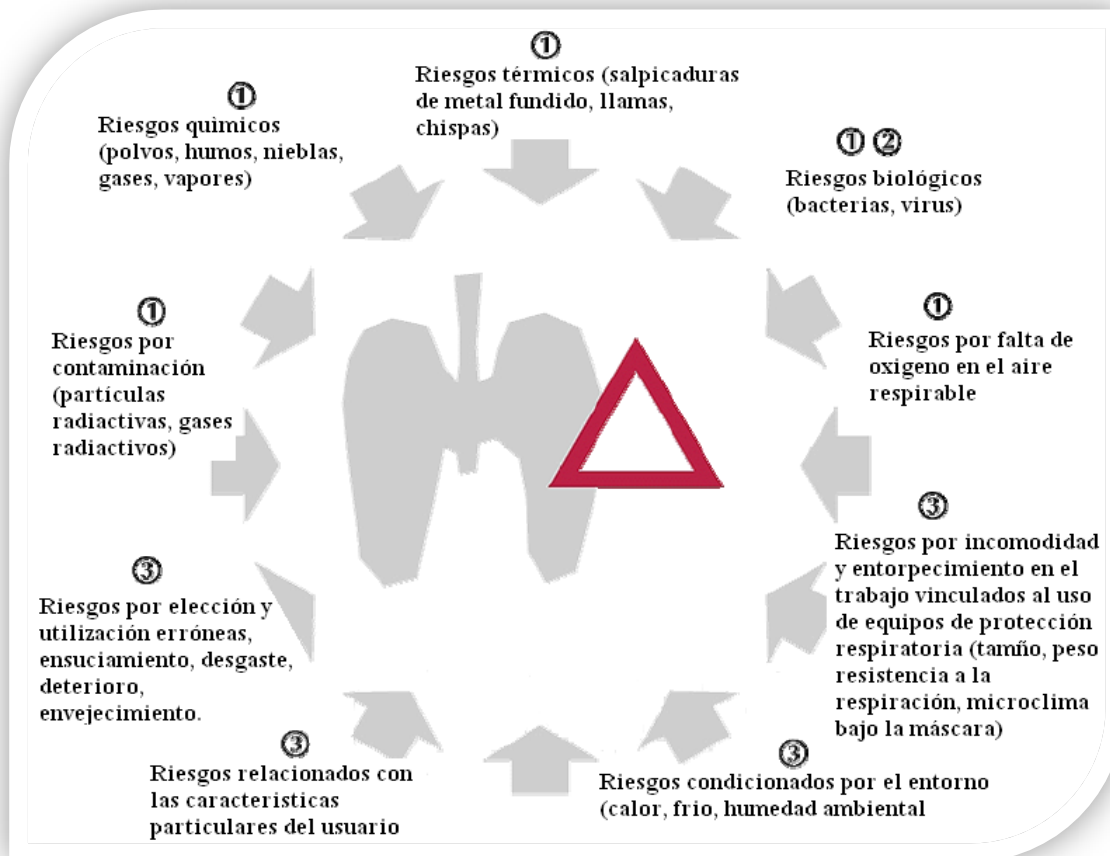 ①
Riesgos térmicos (salpicaduras
de metal fundido, llamas,
chispas)
①
Riesgos quìmicos
(polvos, humos, nieblas,
gases, vapores)
① ②
Riesgos biológicos
(bacterias, virus)
①
Riesgos por
contaminación
(partículas
radiactivas, gases
radiactivos)
①
Riesgos por falta de
oxigeno en el aire
respirable
③
Riesgos por incomodidad
y entorpecimiento en el
trabajo vinculados al uso
de equipos de protección
respiratoria (tamño, peso
resistencia a la
respiración, microclima
bajo la máscara)
③
Riesgos por elección y
utilización erróneas,
ensuciamiento, desgaste,
deterioro,
envejecimiento.
③
Riesgos relacionados con
las caracteristicas
particulares del usuario
③
Riesgos condicionados por el entorno
(calor, frio, humedad ambiental